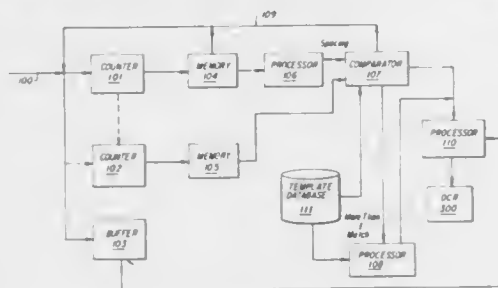 109
Spacing
COUNTER
101
MEMORY
104
PROCESSOR
106
COMPARATOR
107
100
PROCESSOR
110
COUNTER
102
MEMORY
105
TEMPLATE
DATABASE
111
OCR
300
More Than
1
Match
BUFFER
103
PROCESSOR
108